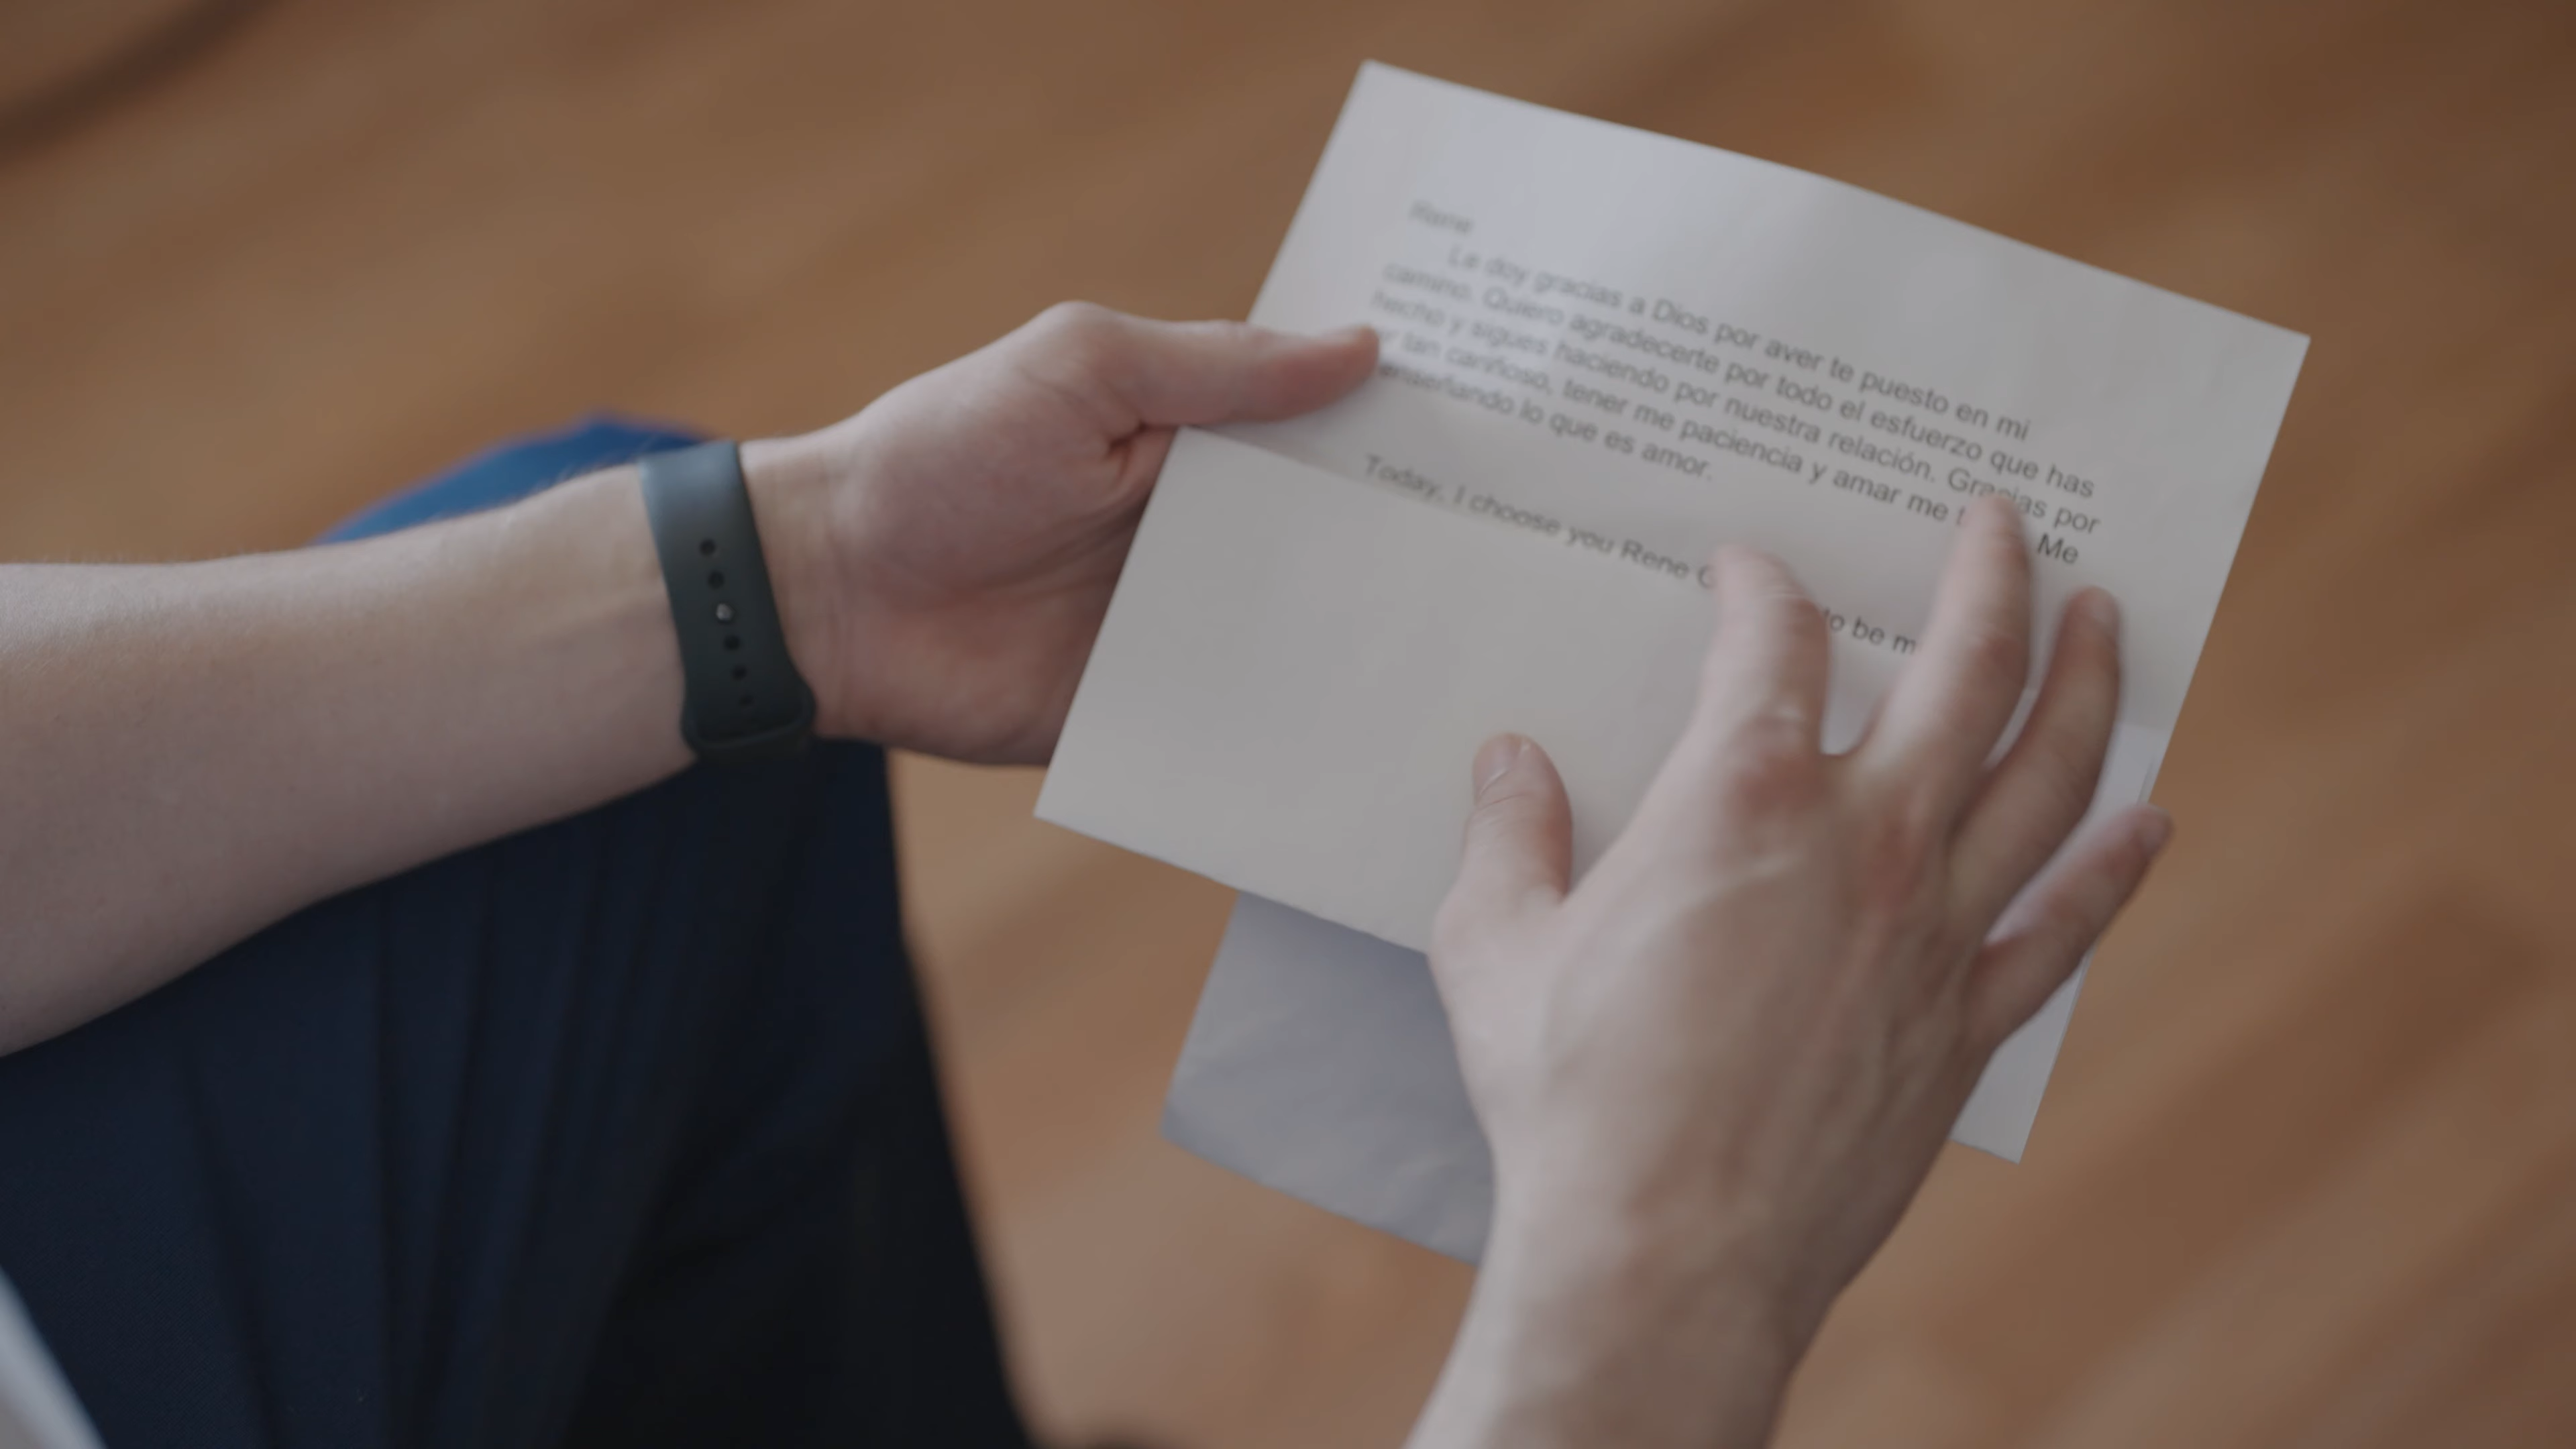 Rene
Le doy gracias a Dios por aver te puesto en mi
camino. Quiero agradecerte por todo el esfuerzo que has
hecho y sigues haciendo por nuestra relación. Gracias por
tan cariñoso, tener me paciencia y amar me Me
enseñando lo que es amor.
Today, I choose you Rene to be